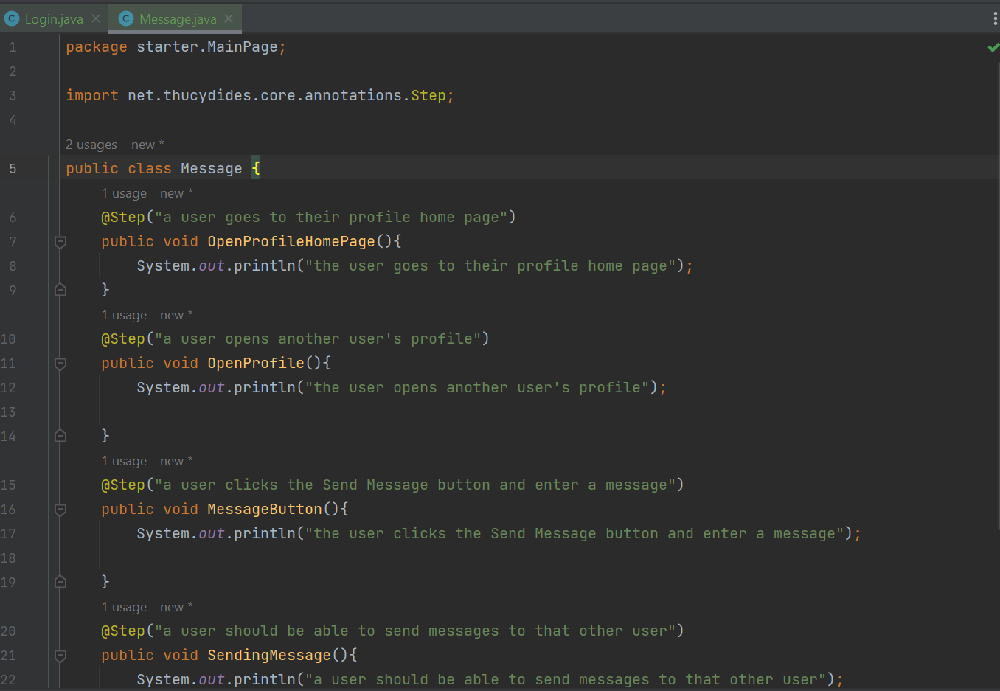 Login.java Message.java
1 package starter.MainPage;
2
3 import net.thucydides.core.annotations.Step;
4
2 usages new *
5 public class Message {
1 usage new *
6 @Step("a user goes to their profile home page")
7 public void OpenProfileHomePage(){
8 System.out.println("the user goes to their profile home page");
9 }
1 usage new *
10 @Step("a user opens another user's profile")
11 public void OpenProfile(){
12 System.out.println("the user opens another user's profile");
13
14 }
1 usage new *
15 @Step("a user clicks the Send Message button and enter a message")
16 public void MessageButton(){
17 System.out.println("the user clicks the Send Message button and enter a message");
18
19 }
1 usage new *
20 @Step("a user should be able to send messages to that other user")
21 public void SendingMessage(){
22 System.out.println("a user should be able to send messages to that other user");